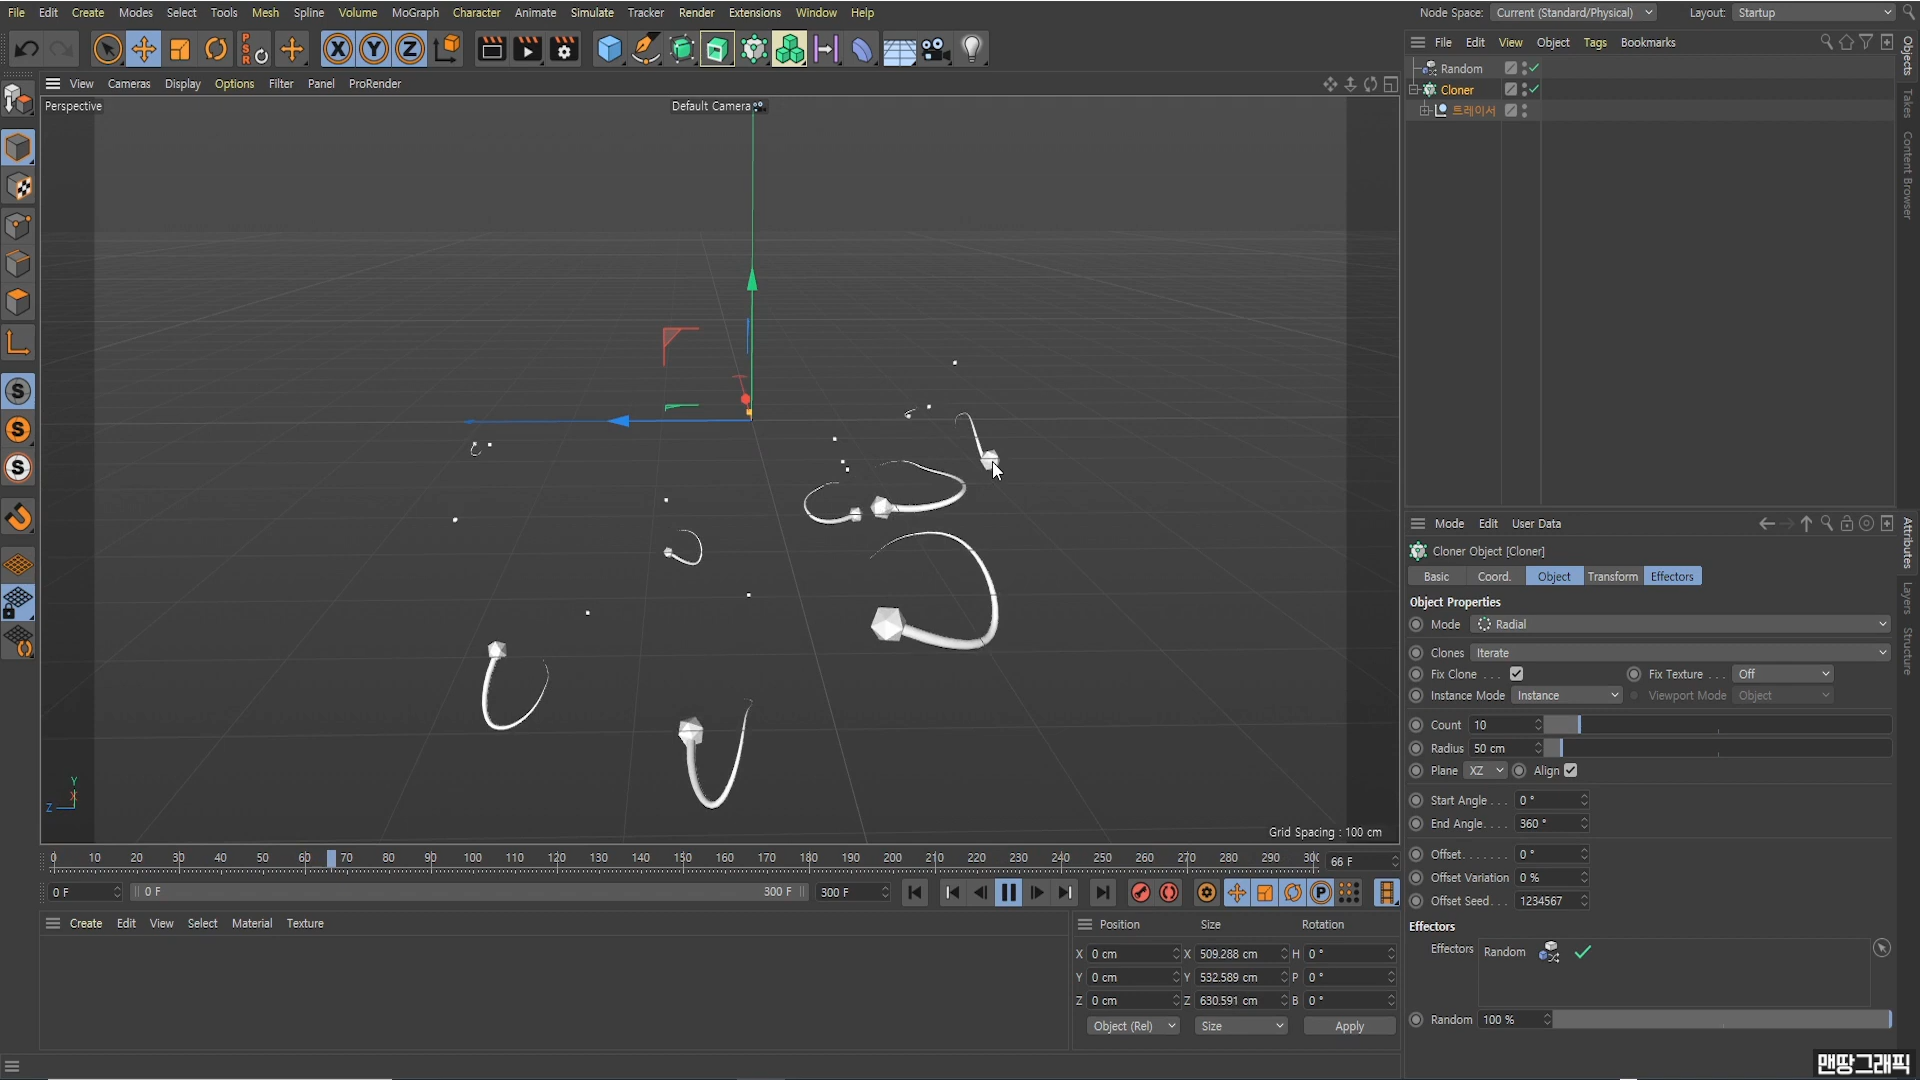 File Edit Create Modes Select Tools Mesh Spline Volume MoGraph Character Animate Simulate Tracker Render Extensions Window Help
Node Space: Current (Standard/Physical) Layout: Startup
X Y Z
PSR
File Edit View Object Tags Bookmarks
Random
Cloner
트레이서
Objects
Takes
Content Browser
View Cameras Display Options Filter Panel ProRender
Perspective
Default Camera
Y
X
Z
Grid Spacing : 100 cm
S
S
S
Mode Edit User Data
Cloner Object [Cloner]
Basic Coord. Object Transform Effectors
Object Properties
Mode Radial
Clones Iterate
Fix Clone . . . Fix Texture . . . Off
Instance Mode Instance Viewport Mode Object
Count 10
Radius 50 cm
Plane XZ Align
Start Angle . . . 0 °
End Angle. . . . 360 °
Offset. . . . . . . 0 °
Offset Variation 0 %
Offset Seed. . . 1234567
Effectors
Effectors Random
Random 100 %
Attributes
Layers
Structure
0 10 20 30 40 50 60 70 80 90 100 110 120 130 140 150 160 170 180 190 200 210 220 230 240 250 260 270 280 290 30
66 F
0 F 0 F 300 F 300 F
P
Create Edit View Select Material Texture
Position Size Rotation
X 0 cm X 509.288 cm H 0 °
Y 0 cm Y 532.589 cm P 0 °
Z 0 cm Z 630.591 cm B 0 °
Object (Rel) Size Apply
맨땅그래픽